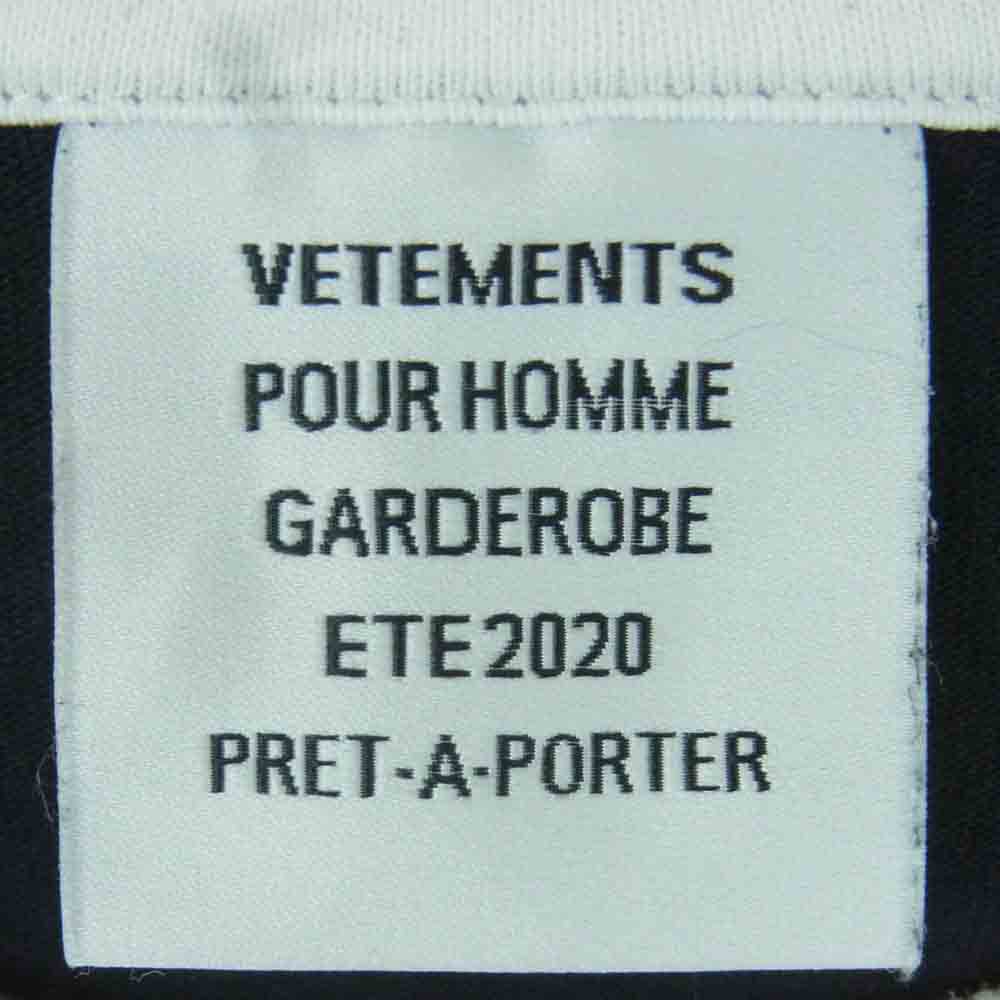 VETEMENTS
POUR HOMME
GARDEROBE
ETE 2020
PRET-A-PORTER